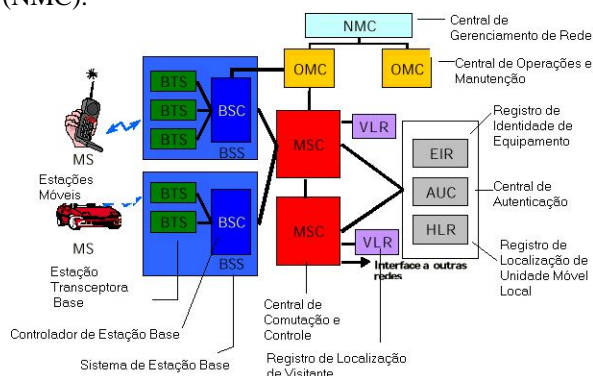 (NMC).
NMC
Central de
Gerenciamento de Rede
OMC
OMC
Central de Operações e
Manutenção
BTS
BTS
BTS
BSC
BSS
MS
Estações
Móveis
MSC
VLR
Registro de
Identidade de
Equipamento
EIR
AUC
HLR
Central de
Autenticação
BTS
BTS
BSC
BSS
MS
MSC
VLR
Interface a outras
redes
Registro de
Localização de
Unidade Móvel
Local
Estação
Transceptora
Base
Central de
Comutação e
Controle
Controlador de Estação Base
Sistema de Estação Base
Registro de Localização
de Visitante